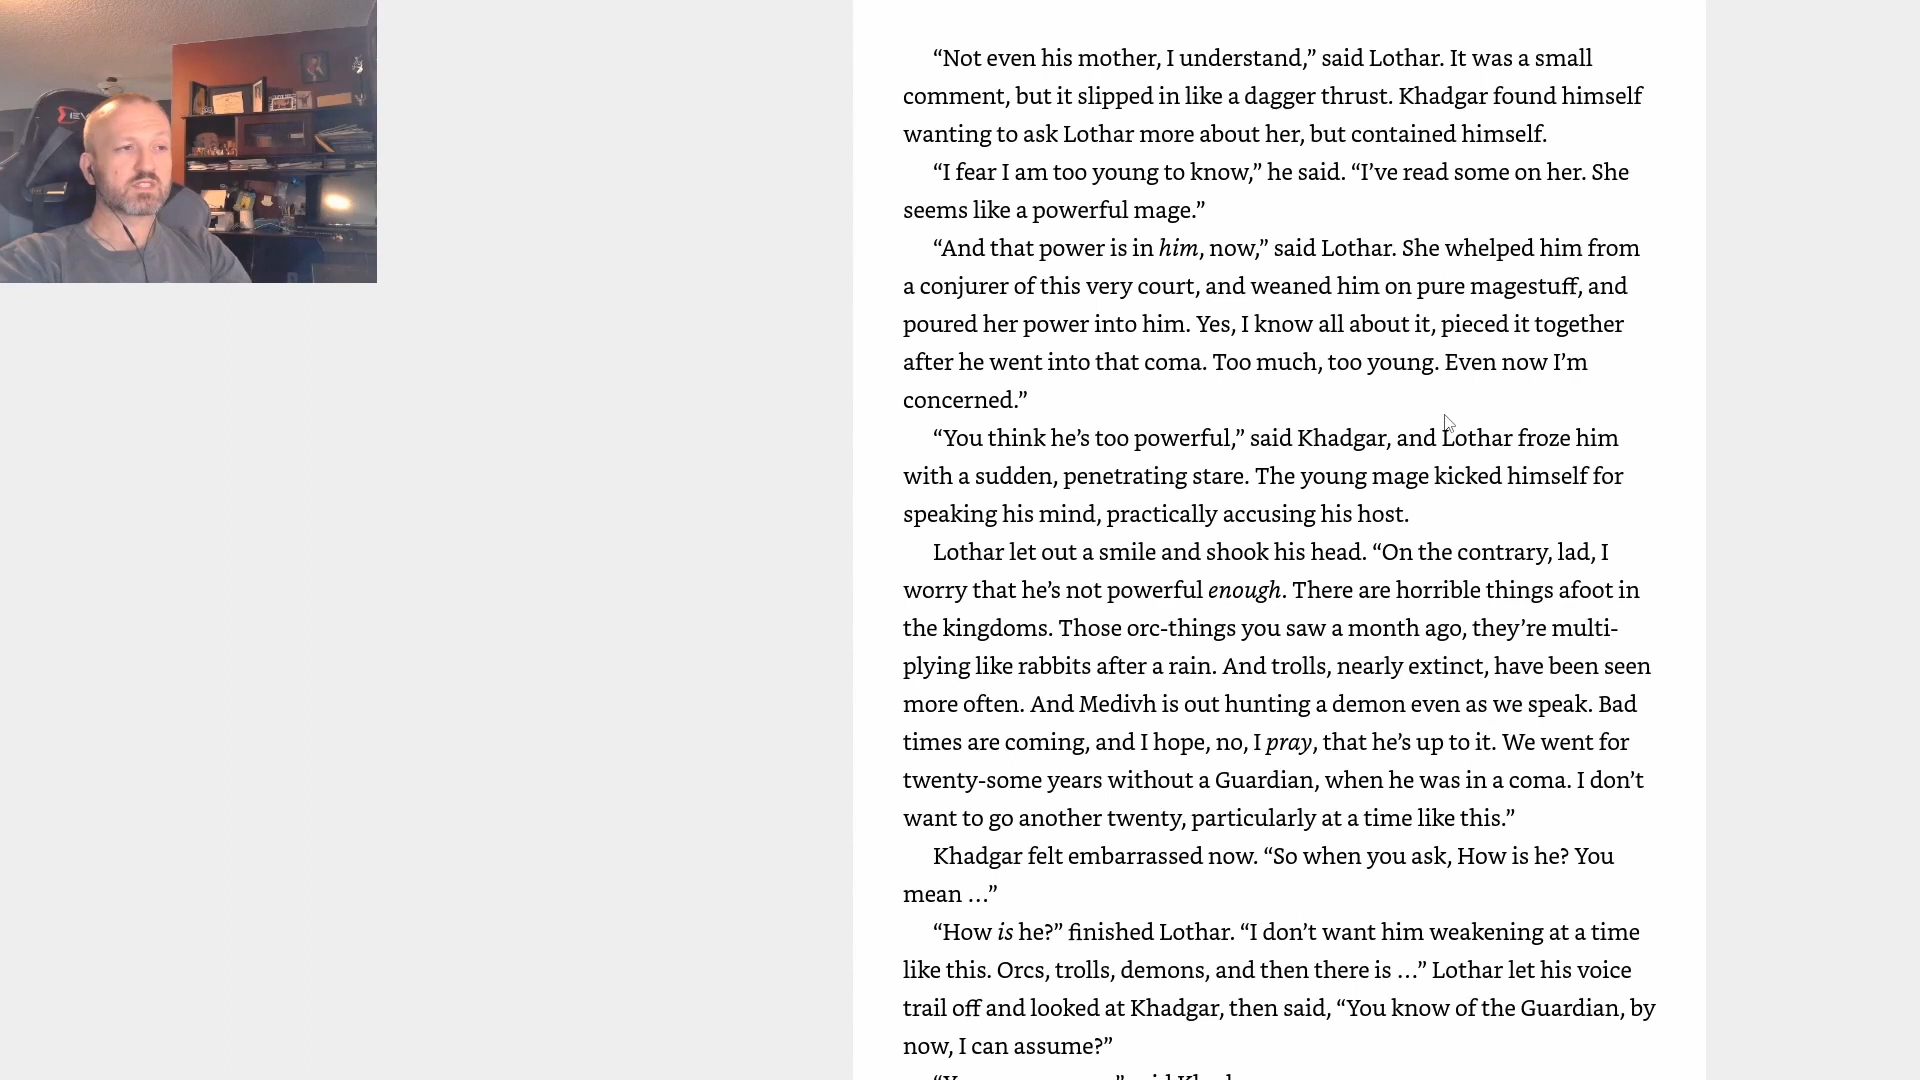 “Not even his mother, I understand,” said Lothar. It was a small
comment, but it slipped in like a dagger thrust. Khadgar found himself
wanting to ask Lothar more about her, but contained himself.
“I fear I am too young to know,” he said. “I’ve read some on her. She
seems like a powerful mage.”
“And that power is in him, now,” said Lothar. She whelped him from
a conjurer of this very court, and weaned him on pure magestuff, and
poured her power into him. Yes, I know all about it, pieced it together
after he went into that coma. Too much, too young. Even now I’m
concerned.”
“You think he’s too powerful,” said Khadgar, and Lothar froze him
with a sudden, penetrating stare. The young mage kicked himself for
speaking his mind, practically accusing his host.
Lothar let out a smile and shook his head. “On the contrary, lad, I
worry that he’s not powerful enough. There are horrible things afoot in
the kingdoms. Those orc-things you saw a month ago, they’re multi-
plying like rabbits after a rain. And trolls, nearly extinct, have been seen
more often. And Medivh is out hunting a demon even as we speak. Bad
times are coming, and I hope, no, I pray, that he’s up to it. We went for
twenty-some years without a Guardian, when he was in a coma. I don’t
want to go another twenty, particularly at a time like this.”
Khadgar felt embarrassed now. “So when you ask, How is he? You
mean …”
“How is he?” finished Lothar. “I don’t want him weakening at a time
like this. Orcs, trolls, demons, and then there is …” Lothar let his voice
trail off and looked at Khadgar, then said, “You know of the Guardian, by
now, I can assume?”